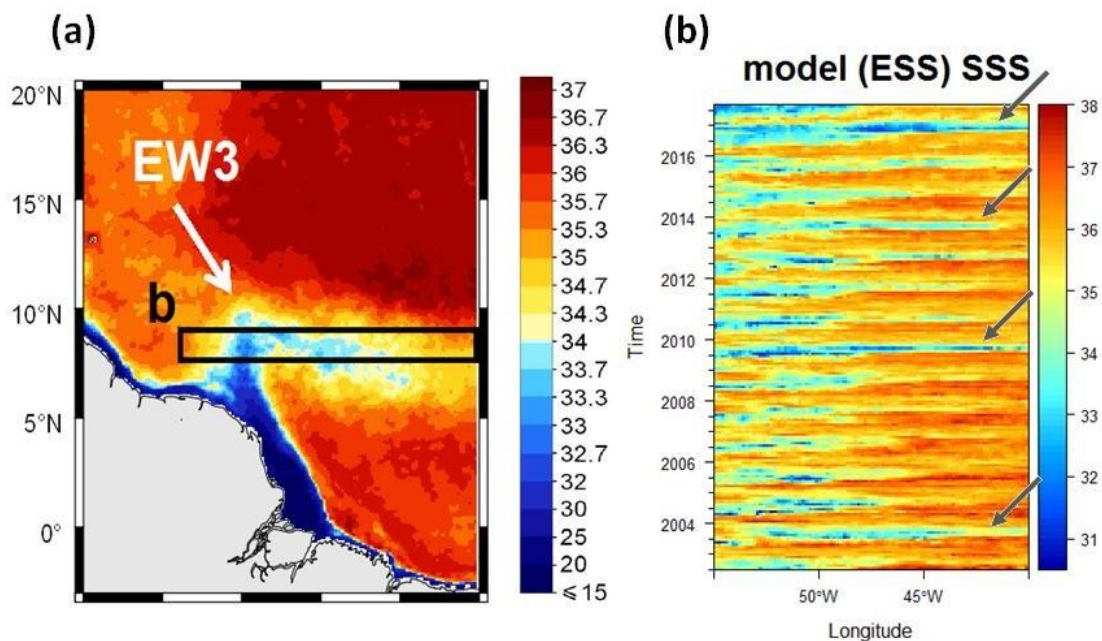 (a)
20°N
15°N
10°N
5°N
0°
EW3
b
37
36.7
36.3
36
35.7
35.3
35
34.7
34.3
34
33.7
33.3
33
32.7
32
30
25
20
⩽15
(b)
model (ESS) SSS
Time
2016
2014
2012
2010
2008
2006
2004
50°W 45°W
Longitude
38
37
36
35
34
33
32
31